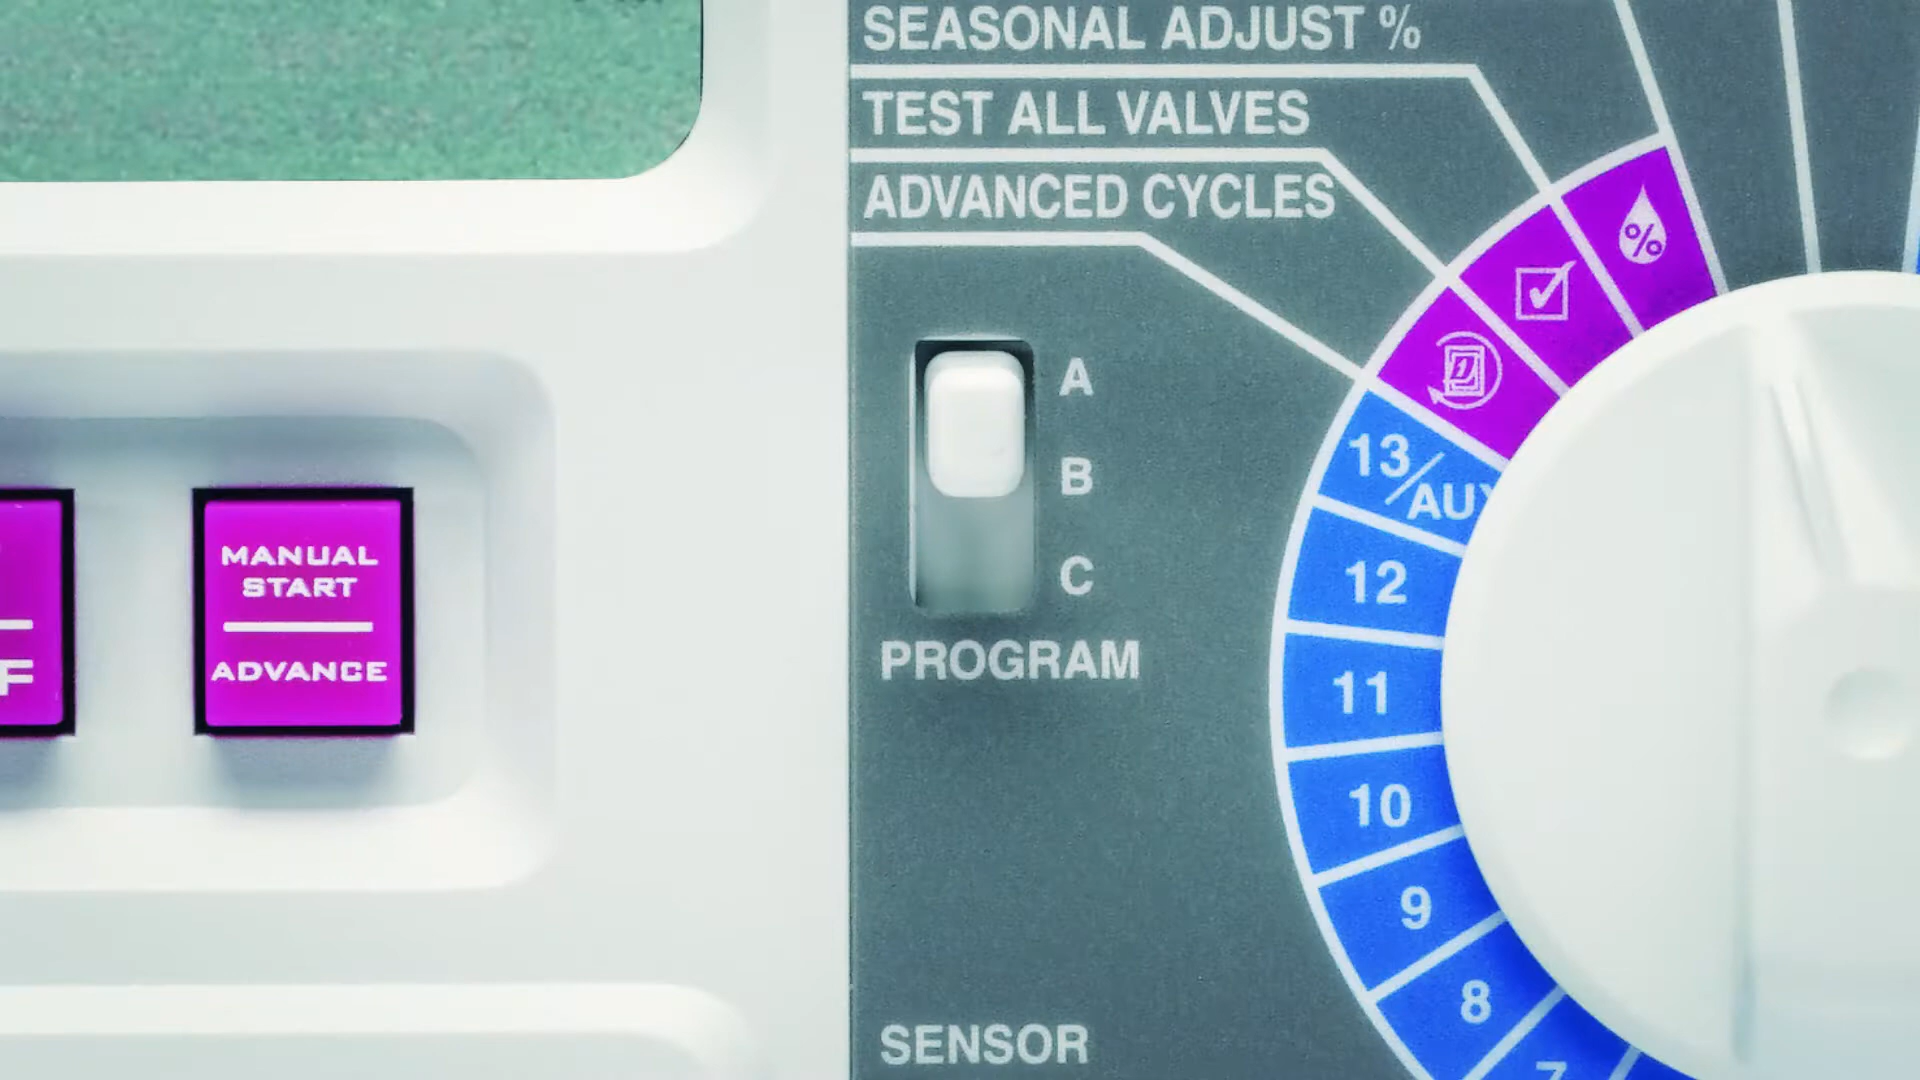 SEASONAL ADJUST %
TEST ALL VALVES
ADVANCED CYCLES
%
A
B
C
PROGRAM
MANUAL
START
ADVANCE
F
13/AUX
12
11
10
9
8
7
SENSOR